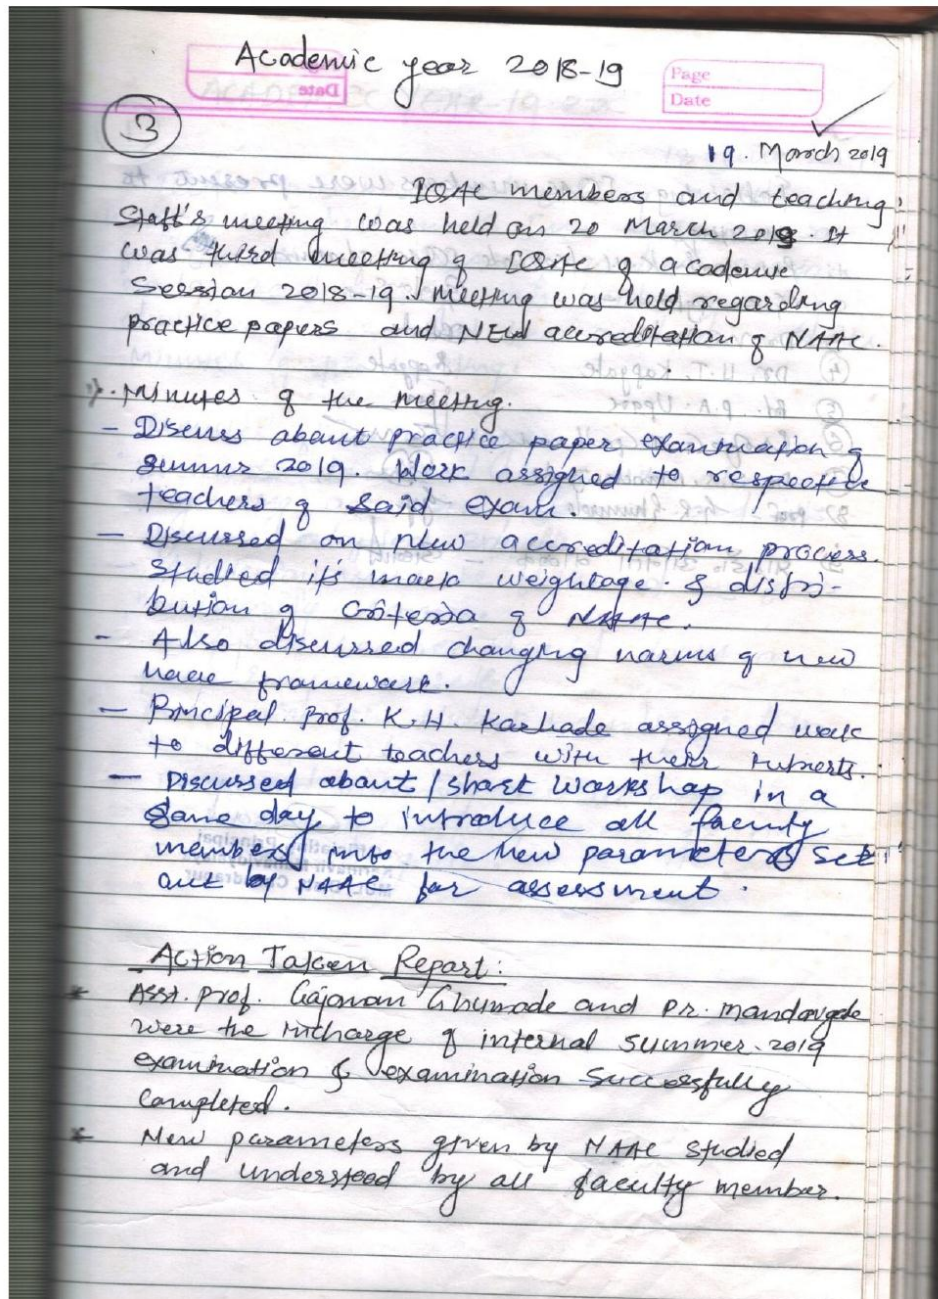 Academic year 2018-19
Page
Date
3
19. March 2019
IQAC members and teaching
Staff's meeting was held on 20 March 2019. It
was third meeting of IQAC of academic
Session 2018-19. meeting was held regarding
practice papers and NEW accreditation of NAAC.
Minutes of the meeting.
- Discuss about practice paper examination of
summer 2019. Work assigned to respective
teachers of said exam.
- Discussed on new accreditation process.
studied its mark weightage & distri-
bution of criteria of NAAC.
- Also discussed changing norms of new
naac framework.
- Principal Prof. K.H. Karhade assigned work
to different teachers with their
- Discussed about short workshop in a
same day to introduce all faculty
members into the new parameters set
out by NAAC for assessment.
Action Taken Report:
* Asst. prof. Gajanan Ghumade and
were the incharge of internal summer-2019
examination & examination successfully
completed.
* New parameters given by NAAC studied
and understood by all faculty member.